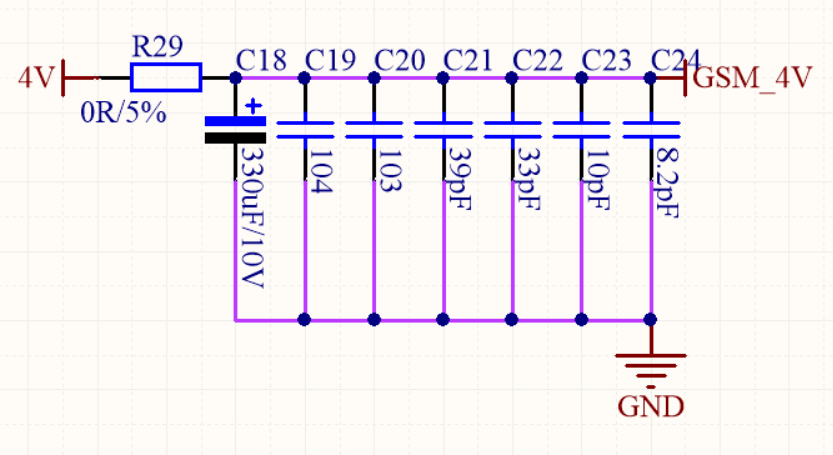 R29
C18 C19 C20 C21 C22 C23 C24
4V
GSM_4V
0R/5%
330uF/10V
104
103
39pF
33pF
10pF
8.2pF
GND